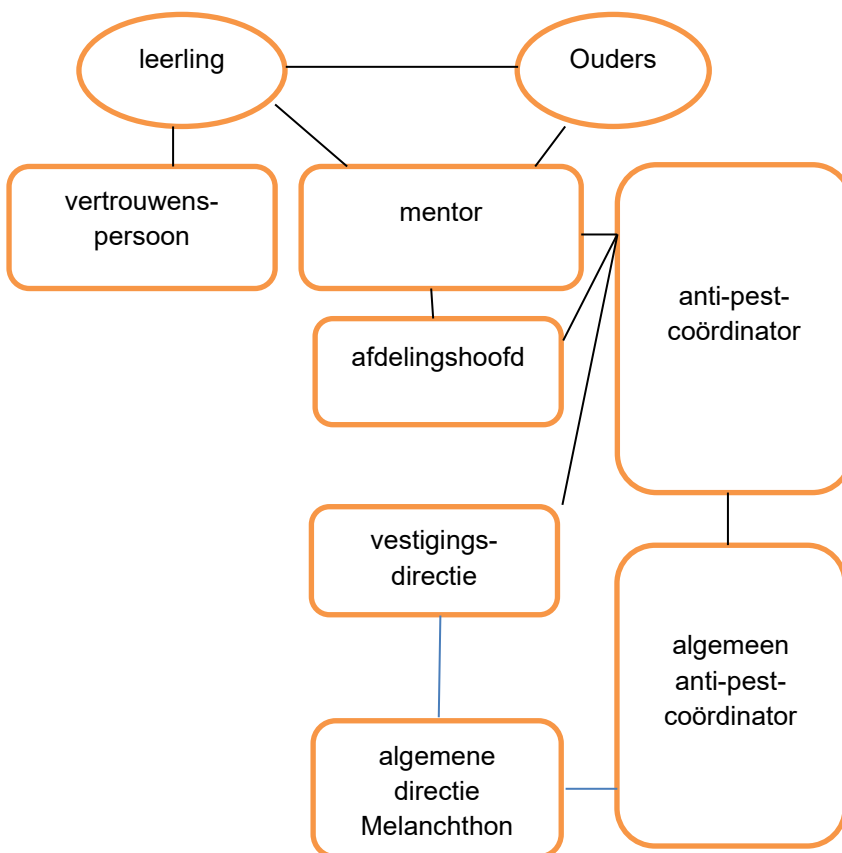 leerling
Ouders
vertrouwens-
persoon
mentor
anti-pest-
coördinator
afdelingshoofd
vestigings-
directie
algemeen
anti-pest-
coördinator
algemene
directie
Melanchthon